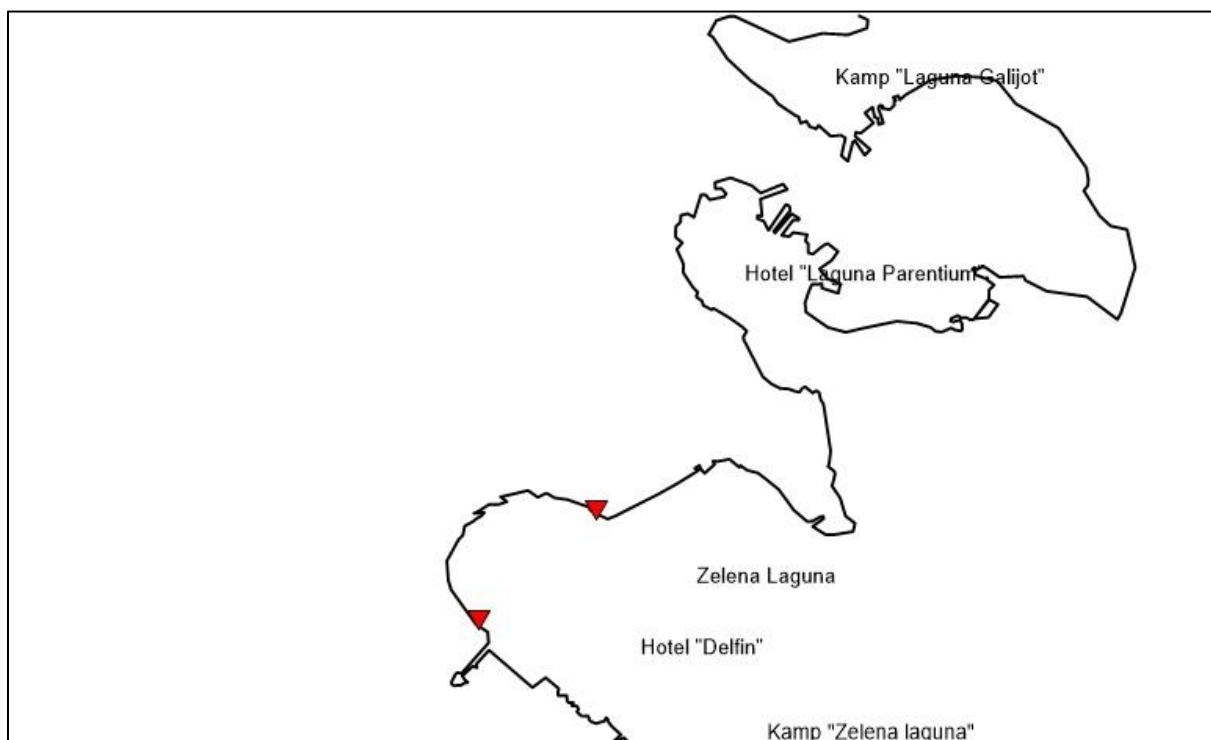 Kamp "Laguna Galijot"
Hotel "Laguna Parentium"
Zelena Laguna
Hotel "Delfin"
Kamp "Zelena laguna"